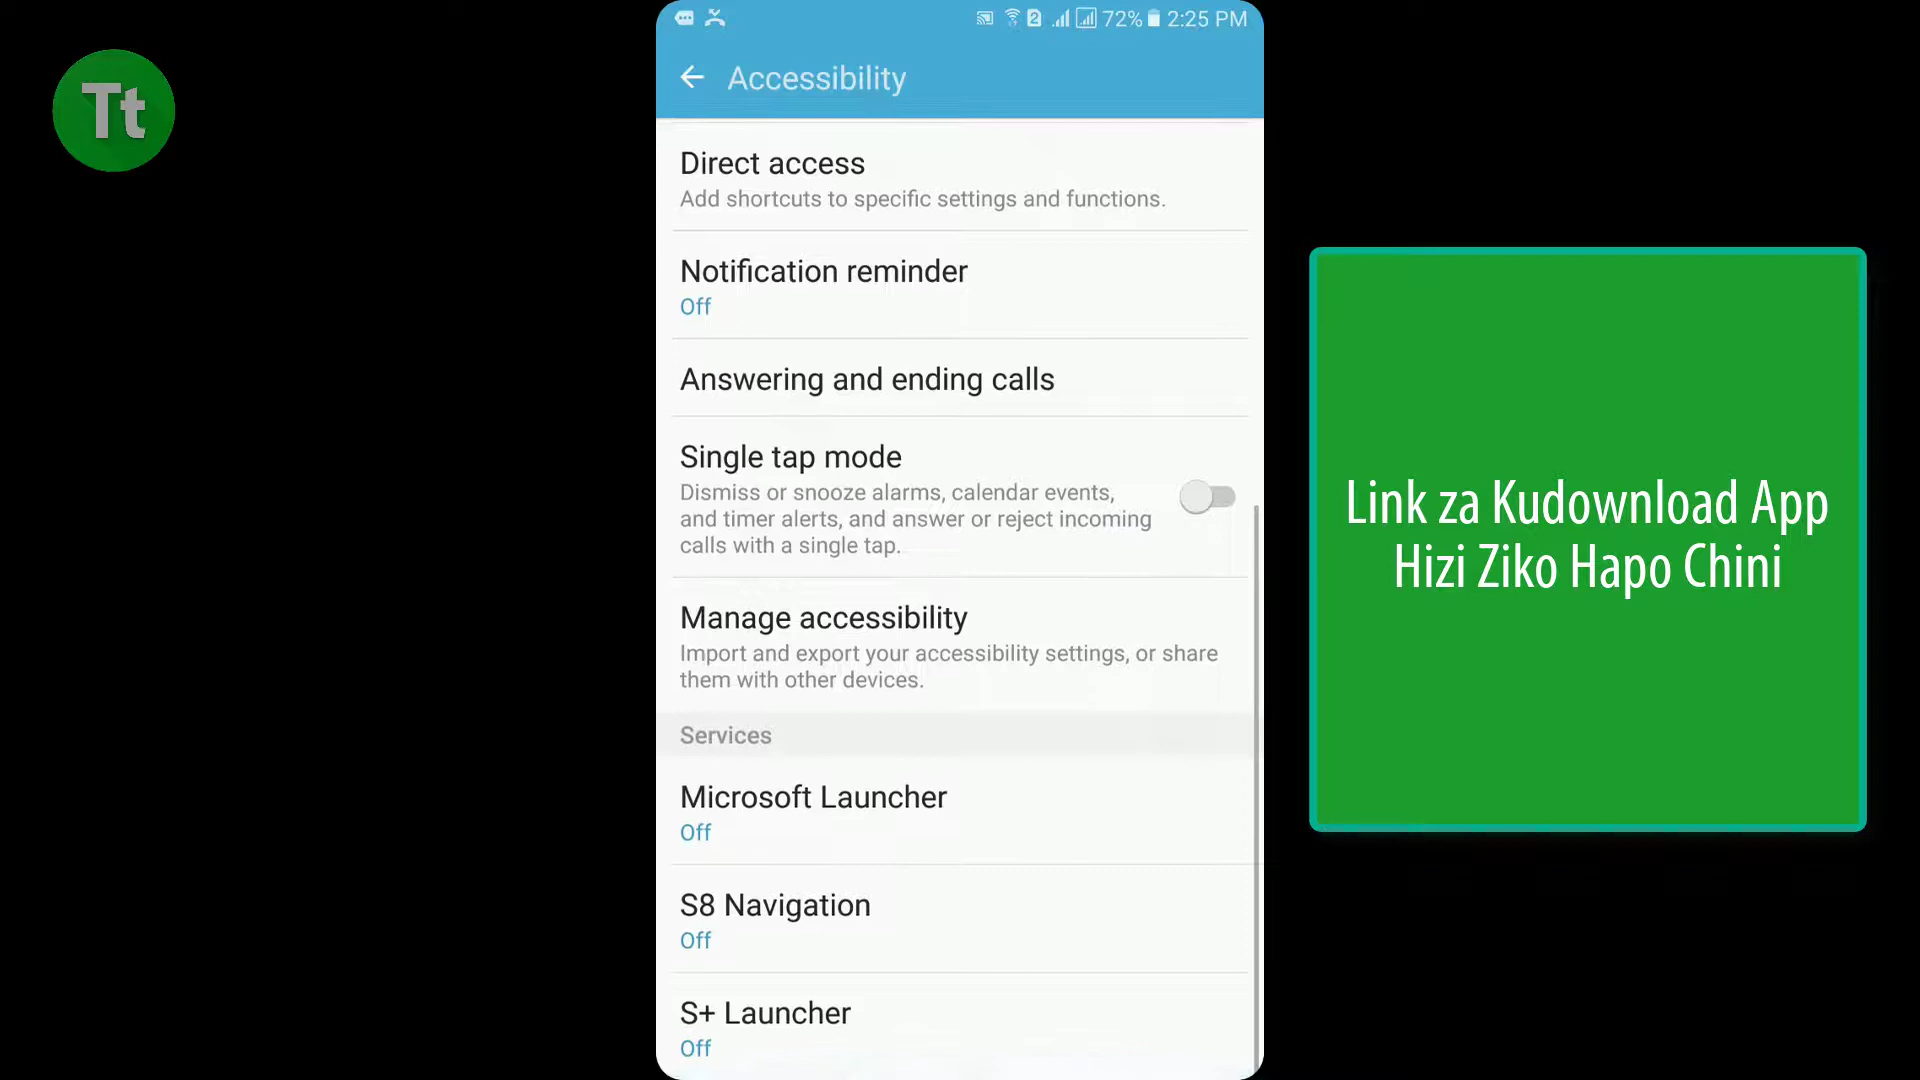 Tt
2 72% 2:25 PM
Accessibility
Direct access
Add shortcuts to specific settings and functions.
Notification reminder
Off
Answering and ending calls
Single tap mode
Dismiss or snooze alarms, calendar events,
and timer alerts, and answer or reject incoming
calls with a single tap.
Manage accessibility
Import and export your accessibility settings, or share
them with other devices.
Services
Microsoft Launcher
Off
S8 Navigation
Off
S+ Launcher
Off
Link za Kudownload App
Hizi Ziko Hapo Chini